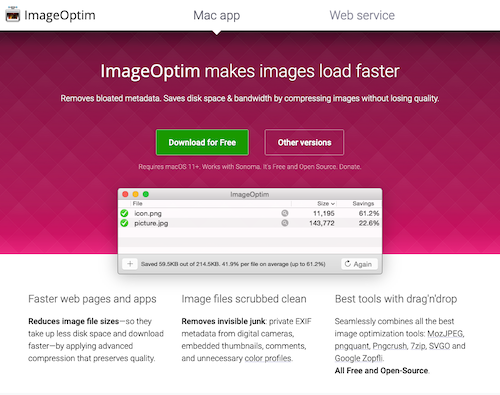 ImageOptim
Mac app
Web service
ImageOptim makes images load faster
Removes bloated metadata. Saves disk space & bandwidth by compressing images without losing quality.
Download for Free
Other versions
Requires macOS 11+. Works with Sonoma. It's Free and Open Source. Donate.
ImageOptim
File Size Savings
icon.png 11,195 61.2%
picture.jpg 143,772 22.6%
+ Saved 59.5KB out of 214.5KB. 41.9% per file on average (up to 61.2%) Again
Faster web pages and apps
Reduces image file sizes—so they
take up less disk space and download
faster—by applying advanced
compression that preserves quality.
Image files scrubbed clean
Removes invisible junk: private EXIF
metadata from digital cameras,
embedded thumbnails, comments,
and unnecessary color profiles.
Best tools with drag'n'drop
Seamlessly combines all the best
image optimization tools: MozJPEG,
pngquant, Pngcrush, 7zip, SVGO and
Google Zopfli.
All Free and Open-Source.